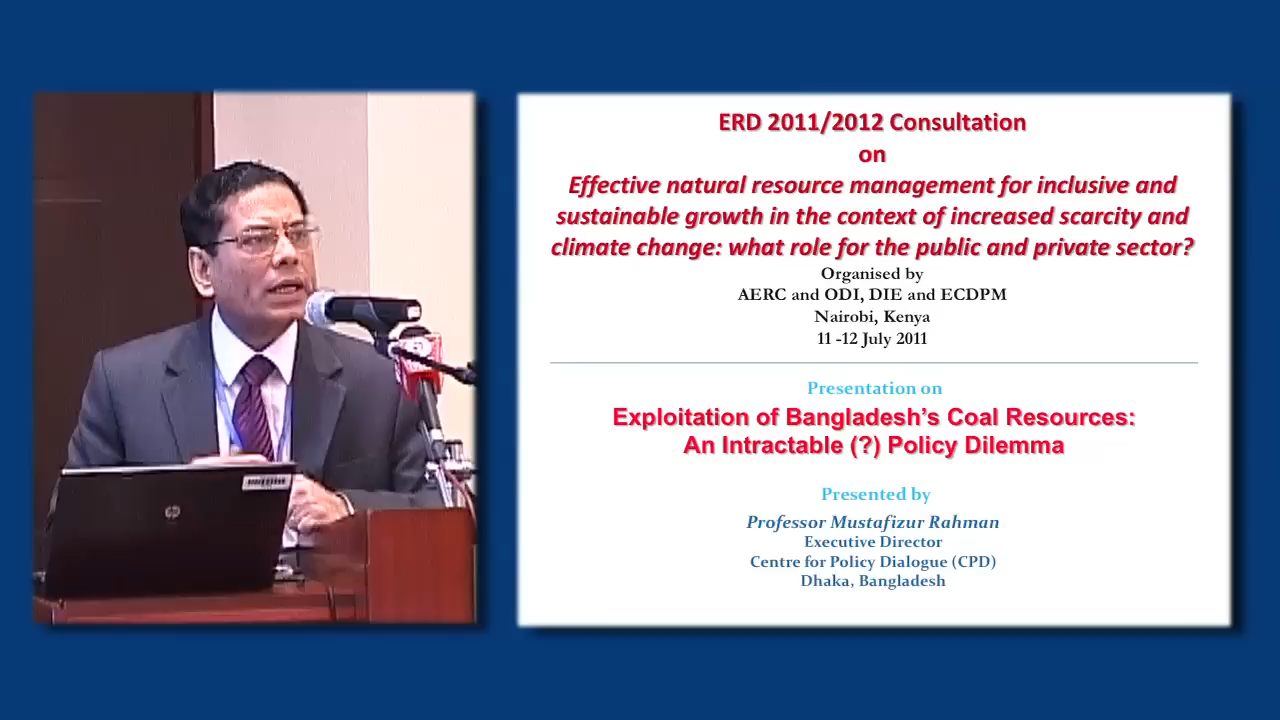 ERD 2011/2012 Consultation
on
Effective natural resource management for inclusive and
sustainable growth in the context of increased scarcity and
climate change: what role for the public and private sector?
Organised by
AERC and ODI, DIE and ECDPM
Nairobi, Kenya
11 -12 July 2011
Presentation on
Exploitation of Bangladesh’s Coal Resources:
An Intractable (?) Policy Dilemma
Presented by
Professor Mustafizur Rahman
Executive Director
Centre for Policy Dialogue (CPD)
Dhaka, Bangladesh
hp